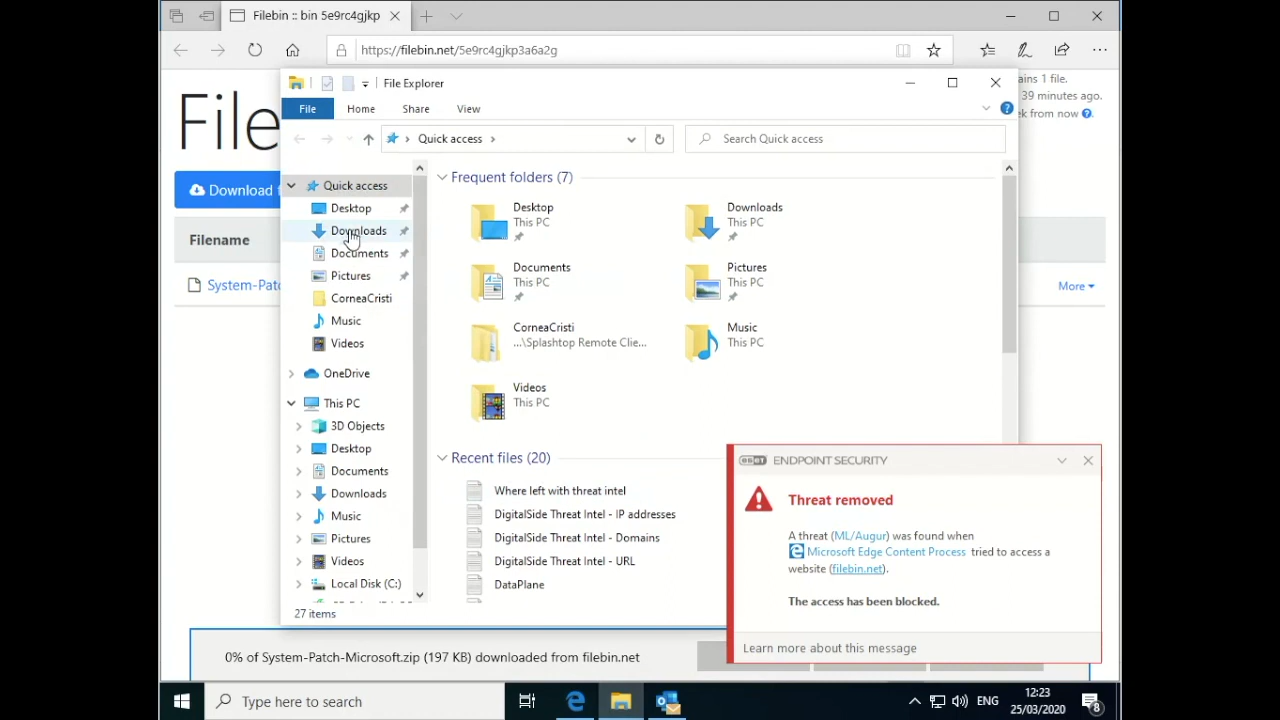 Filebin :: bin 5e9rc4gjkp
https://filebin.net/5e9rc4gjkp3a6a2g
File
ains 1 file.
39 minutes ago.
ek from now
Download
Filename
System-Pat
More
File Explorer
File
Home
Share
View
Quick access
Search Quick access
Quick access
Desktop
Downloads
Documents
Pictures
CorneaCristi
Music
Videos
OneDrive
This PC
3D Objects
Desktop
Documents
Downloads
Music
Pictures
Videos
Local Disk (C:)
27 items
Frequent folders (7)
Desktop
This PC
Downloads
This PC
Documents
This PC
Pictures
This PC
CorneaCristi
...\Splashtop Remote Clie...
Music
This PC
Videos
This PC
Recent files (20)
Where left with threat intel
DigitalSide Threat Intel - IP addresses
DigitalSide Threat Intel - Domains
DigitalSide Threat Intel - URL
DataPlane
eset ENDPOINT SECURITY
Threat removed
A threat (ML/Augur) was found when
Microsoft Edge Content Process tried to access a
website (filebin.net).
The access has been blocked.
Learn more about this message
0% of System-Patch-Microsoft.zip (197 KB) downloaded from filebin.net
Type here to search
ENG
12:23
25/03/2020
8